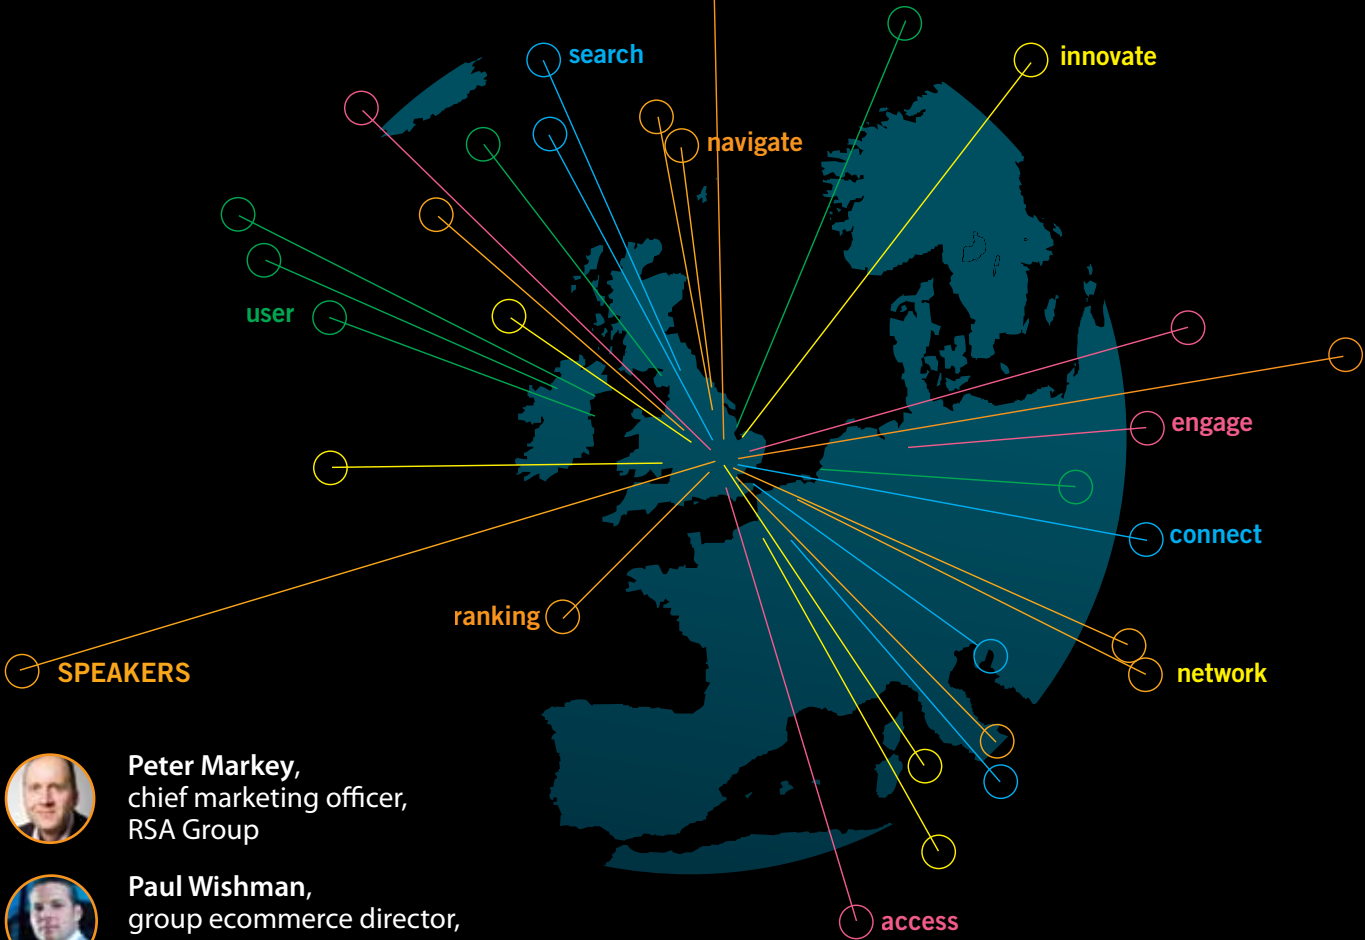 search
innovate
navigate
user
engage
connect
ranking
SPEAKERS
network
Peter Markey,
chief marketing officer,
RSA Group
Paul Wishman,
group ecommerce director,
access